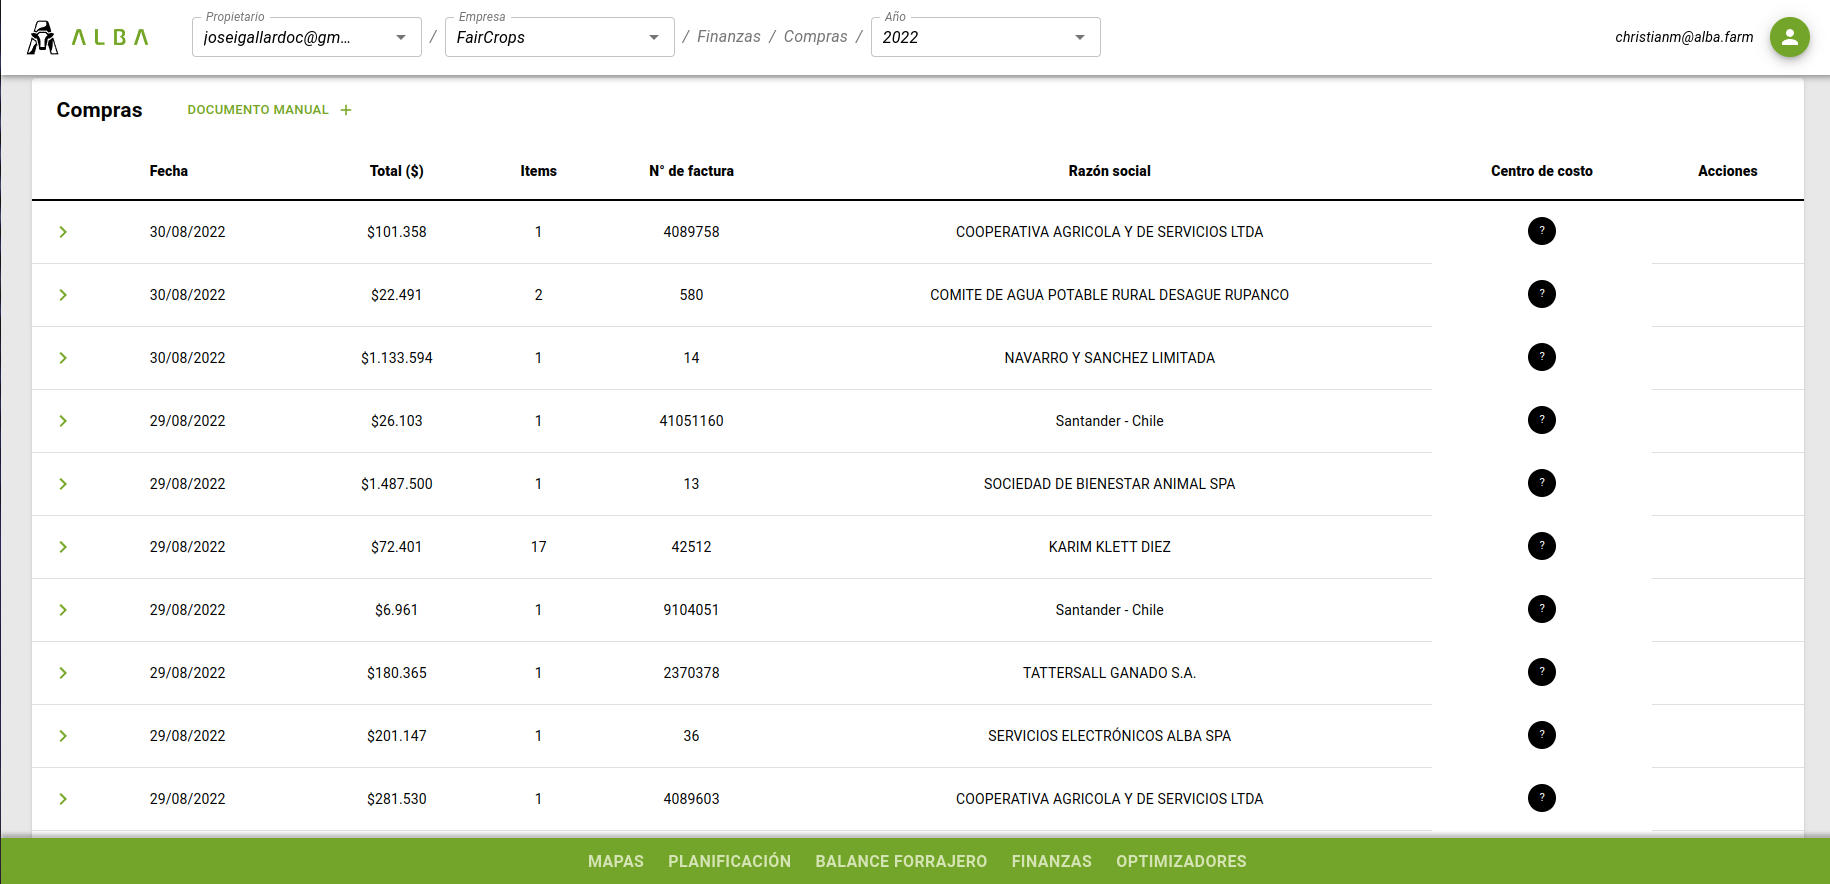 ALBA
Propietario
joseigallardoc@gm...
/
Empresa
FairCrops
/ Finanzas / Compras /
Año
2022
christianm@alba.farm
Compras
DOCUMENTO MANUAL +
Fecha Total ($) Items N° de factura Razón social Centro de costo Acciones
30/08/2022 $101.358 1 4089758 COOPERATIVA AGRICOLA Y DE SERVICIOS LTDA ?
30/08/2022 $22.491 2 580 COMITE DE AGUA POTABLE RURAL DESAGUE RUPANCO ?
30/08/2022 $1.133.594 1 14 NAVARRO Y SANCHEZ LIMITADA ?
29/08/2022 $26.103 1 41051160 Santander - Chile ?
29/08/2022 $1.487.500 1 13 SOCIEDAD DE BIENESTAR ANIMAL SPA ?
29/08/2022 $72.401 17 42512 KARIM KLETT DIEZ ?
29/08/2022 $6.961 1 9104051 Santander - Chile ?
29/08/2022 $180.365 1 2370378 TATTERSALL GANADO S.A. ?
29/08/2022 $201.147 1 36 SERVICIOS ELECTRÓNICOS ALBA SPA ?
29/08/2022 $281.530 1 4089603 COOPERATIVA AGRICOLA Y DE SERVICIOS LTDA ?
MAPAS PLANIFICACIÓN BALANCE FORRAJERO FINANZAS OPTIMIZADORES